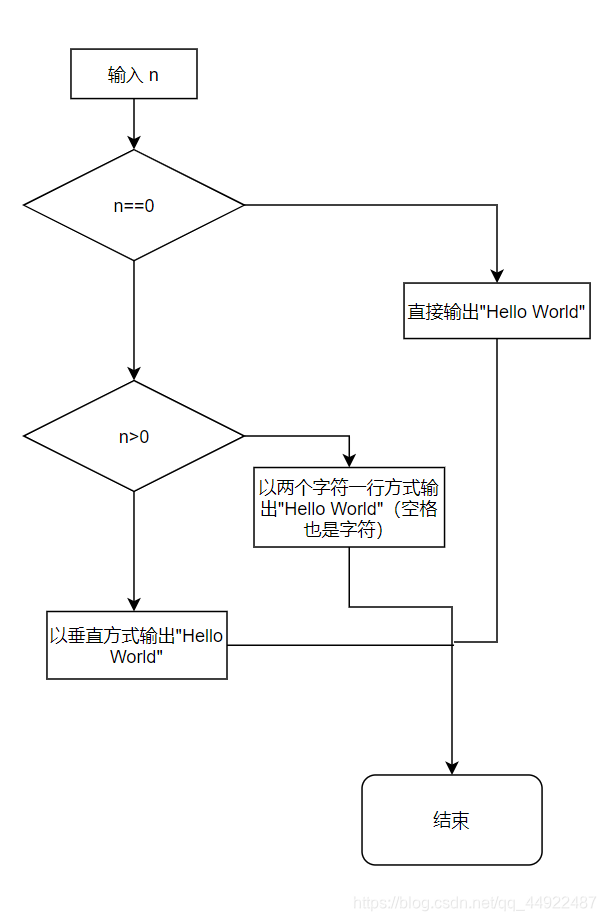 输入 n
n==0
直接输出"Hello World"
n>0
以两个字符一行方式输
出"Hello World"（空格
也是字符）
以垂直方式输出"Hello
World"
结束
https://blog.csdn.net/qq_44922487